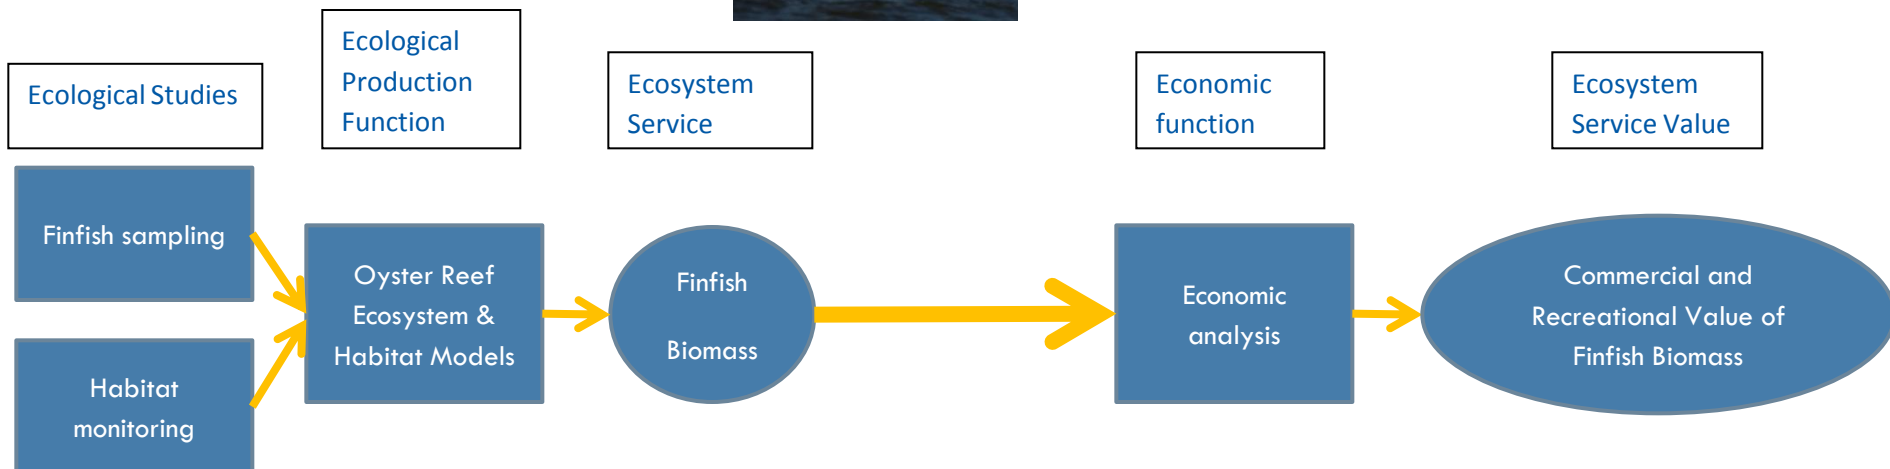 Ecological Studies
Ecological
Production
Function
Ecosystem
Service
Economic
function
Ecosystem
Service Value
Finfish sampling
Habitat
monitoring
Oyster Reef
Ecosystem &
Habitat Models
Finfish
Biomass
Economic
analysis
Commercial and
Recreational Value of
Finfish Biomass